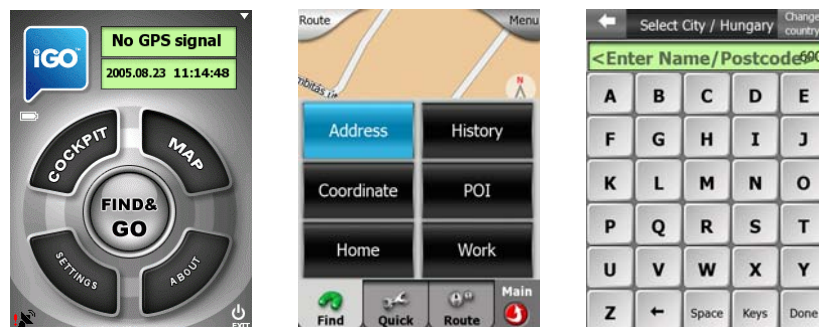 iGO
No GPS signal
2005.08.23 11:14:48
COCKPIT
MAP
FIND&
GO
SETTINGS
ABOUT
EXIT
Route
Menu
N
Address
History
Coordinate
POI
Home
Work
Find
Quick
Route
Main
Select City / Hungary
Change
country
<Enter Name/Postcode>
A B C D E
F G H I J
K L M N O
P Q R S T
U V W X Y
Z ← Space Keys Done